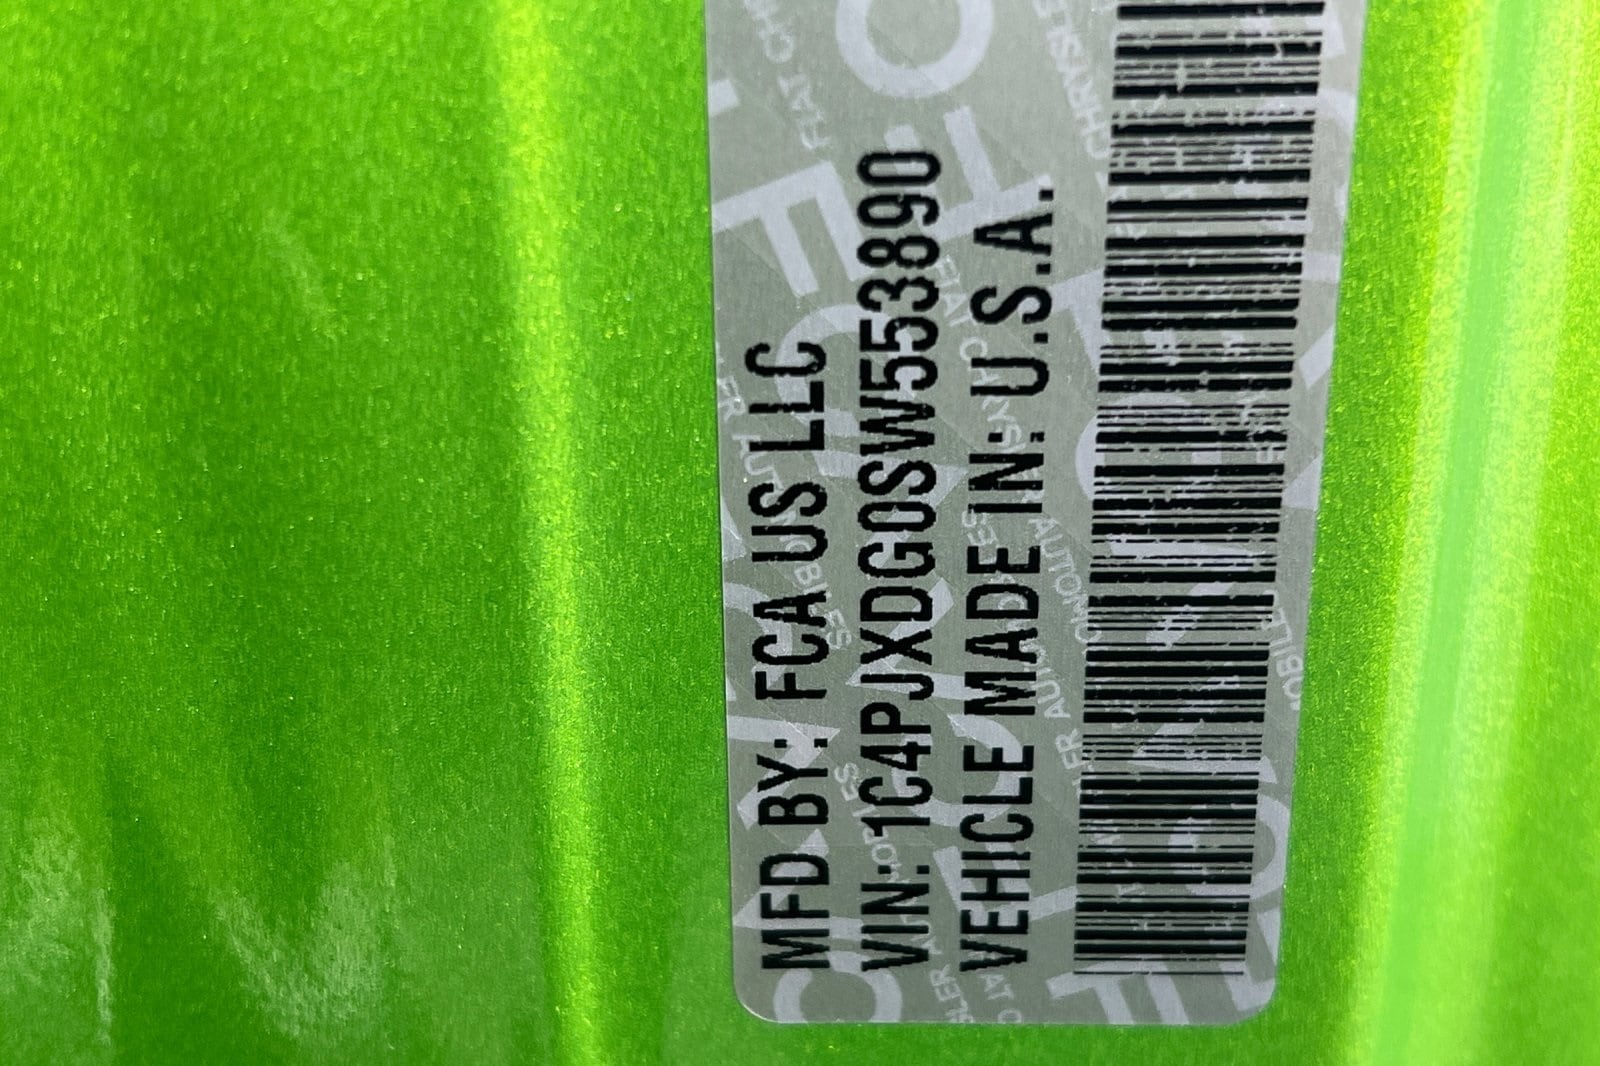 MFD BY: FCA US LLC
VIN: 1C4PJXDG0SW553890
VEHICLE MADE IN: U.S.A.